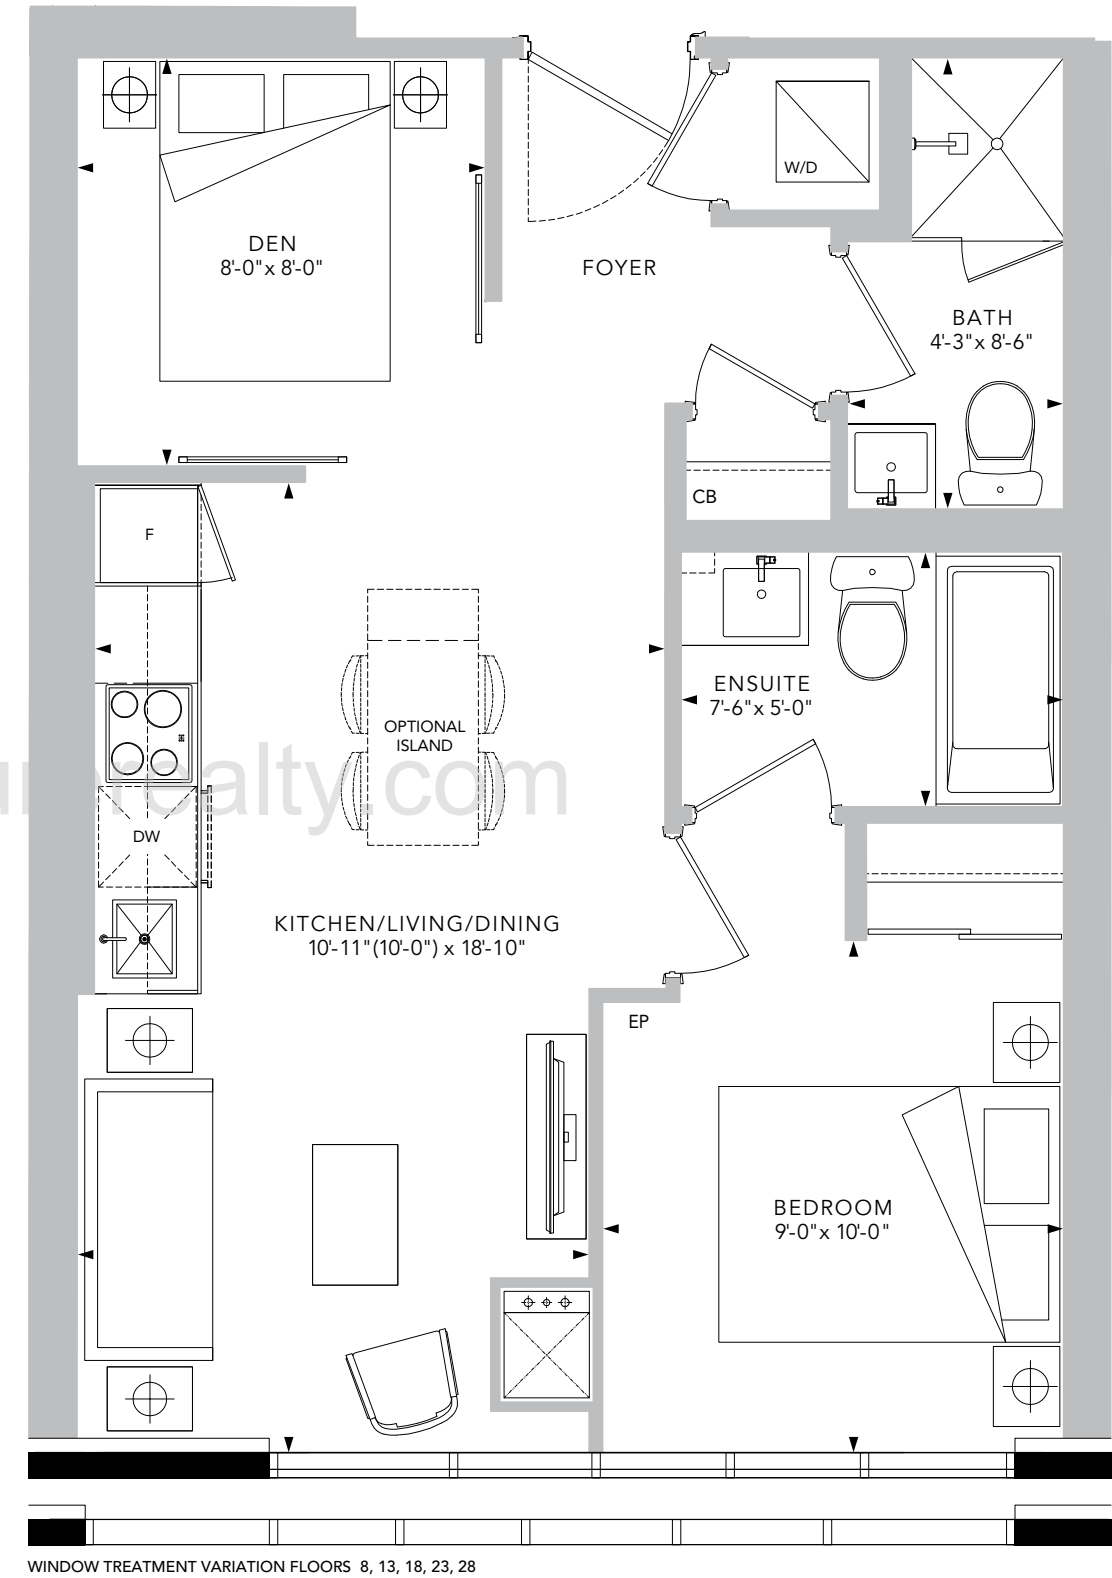 W/D
DEN
8'-0"x 8'-0"
FOYER
BATH
4'-3"x 8'-6"
CB
F
ENSUITE
7'-6"x 5'-0"
OPTIONAL
ISLAND
realty.com
DW
KITCHEN/LIVING/DINING
10'-11"(10'-0") x 18'-10"
EP
BEDROOM
9'-0"x 10'-0"
WINDOW TREATMENT VARIATION FLOORS 8, 13, 18, 23, 28